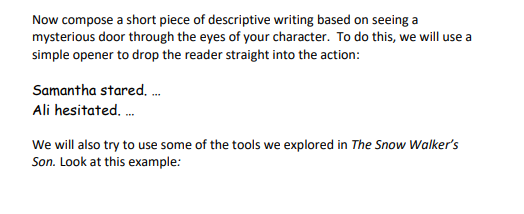 Now compose a short piece of descriptive writing based on seeing a
mysterious door through the eyes of your character.  To do this, we will use a
simple opener to drop the reader straight into the action:
Samantha stared. …
Ali hesitated. …
We will also try to use some of the tools we explored in The Snow Walker's
Son. Look at this example: